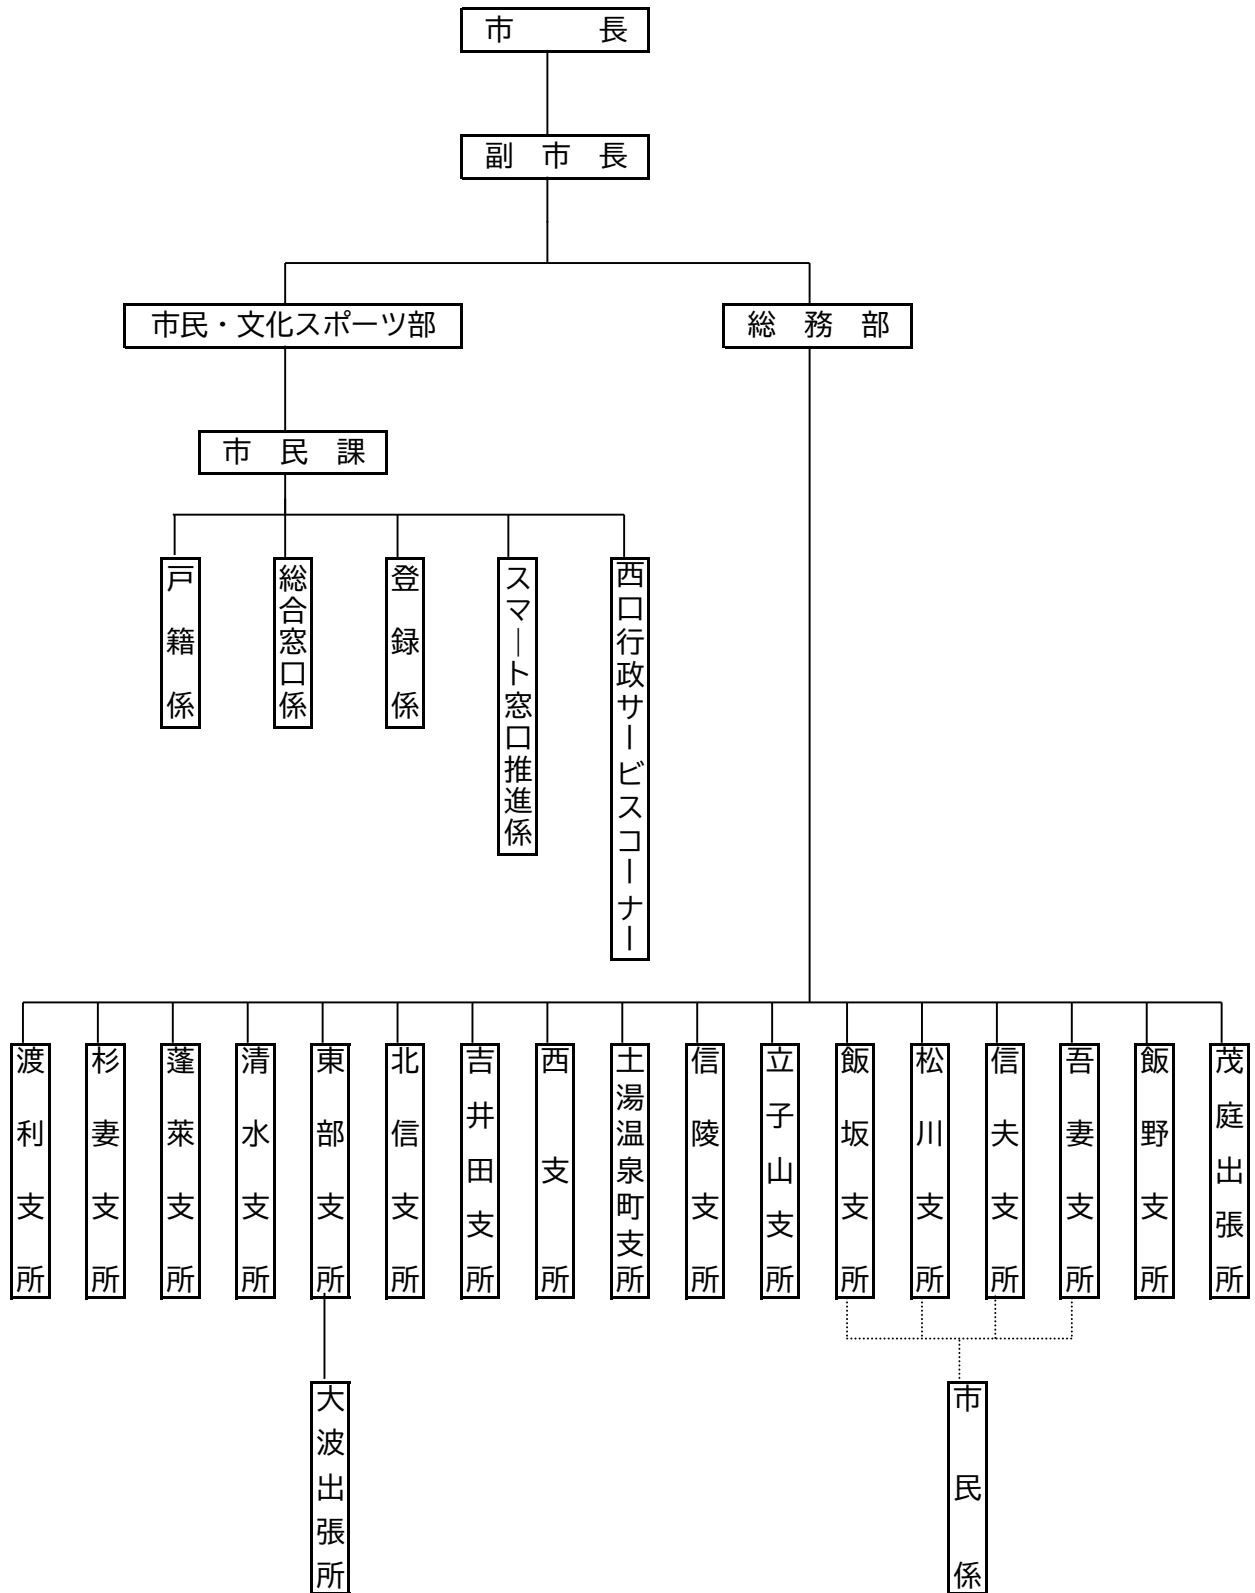 市　長
副　市　長
市民・文化スポーツ部
総　務　部
市　民　課
戸籍係
総合窓口係
登録係
スマート窓口推進係
西口行政サービスコーナー
渡利支所
杉妻支所
蓬萊支所
清水支所
東部支所
北信支所
吉井田支所
西支所
土湯温泉町支所
信陵支所
立子山支所
飯坂支所
松川支所
信夫支所
吾妻支所
飯野支所
茂庭出張所
大波出張所
市民係